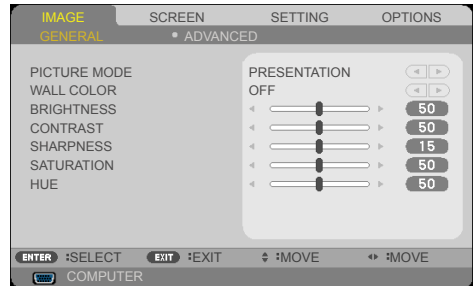 IMAGE SCREEN SETTING OPTIONS
GENERAL • ADVANCED
PICTURE MODE PRESENTATION
WALL COLOR OFF
BRIGHTNESS 50
CONTRAST 50
SHARPNESS 15
SATURATION 50
HUE 50
ENTER :SELECT EXIT :EXIT :MOVE :MOVE
COMPUTER